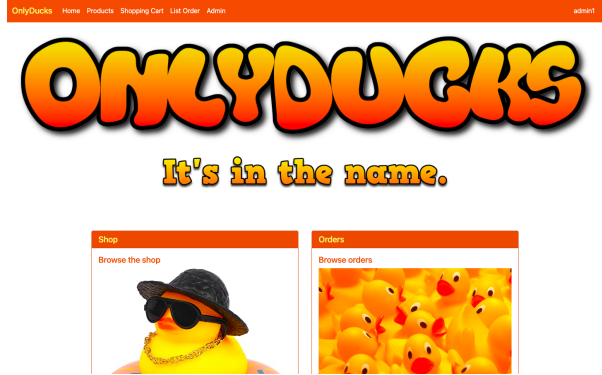 OnlyDucks Home Products Shopping Cart List Order Admin admin1
ONLYDUCKS
It's in the name.
Shop
Browse the shop
Orders
Browse orders